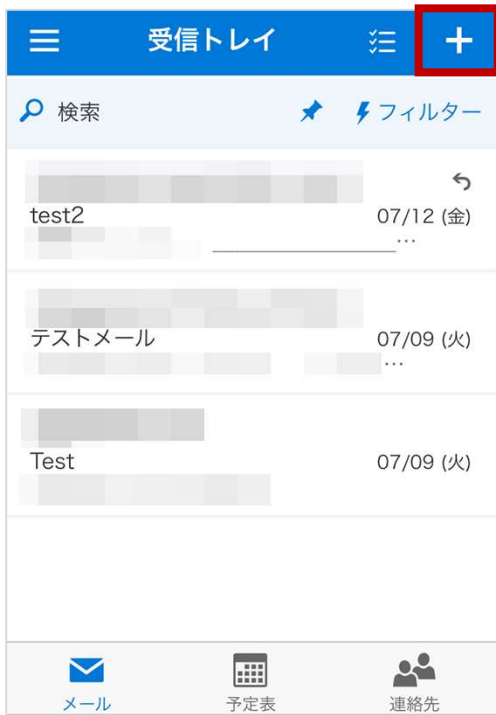 受信トレイ
検索
フィルター
test2
07/12 (金)
...
テストメール
07/09 (火)
...
Test
07/09 (火)
メール
予定表
連絡先